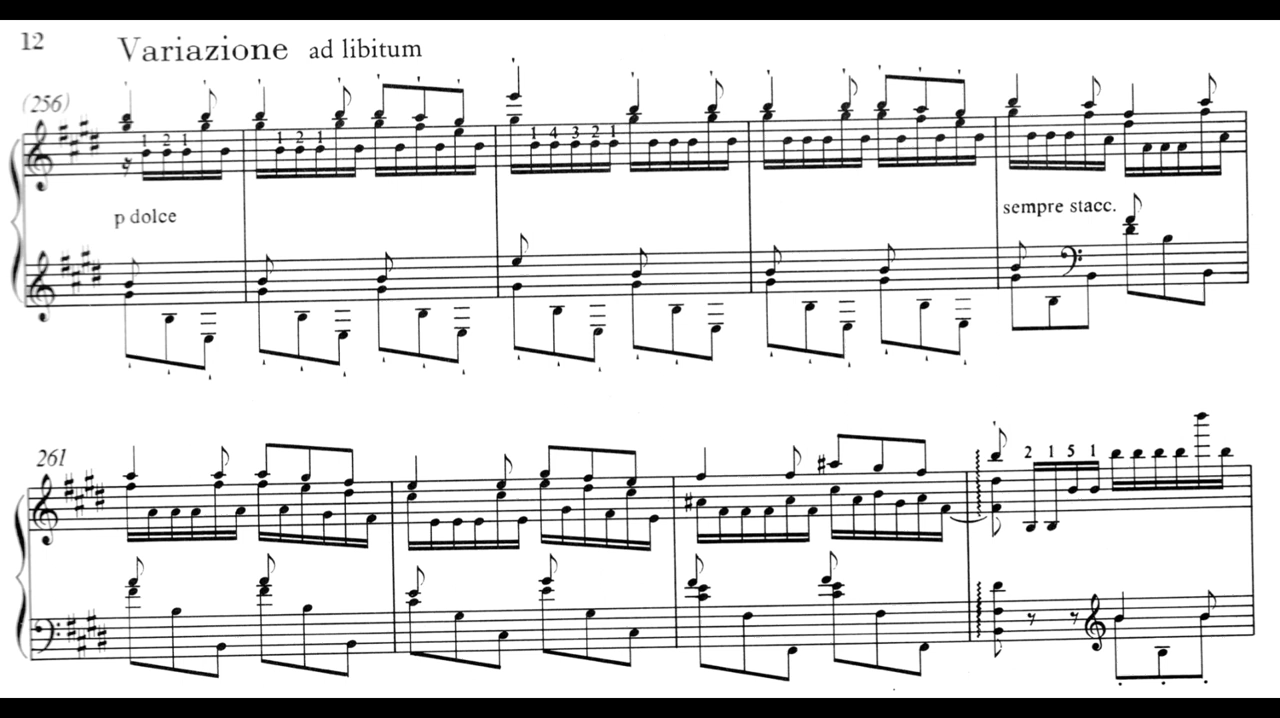 12
Variazione ad libitum
(256)
1 2 1 1 2 1 1 4 3 2 1
p dolce
sempre stacc.
261
2 1 5 1